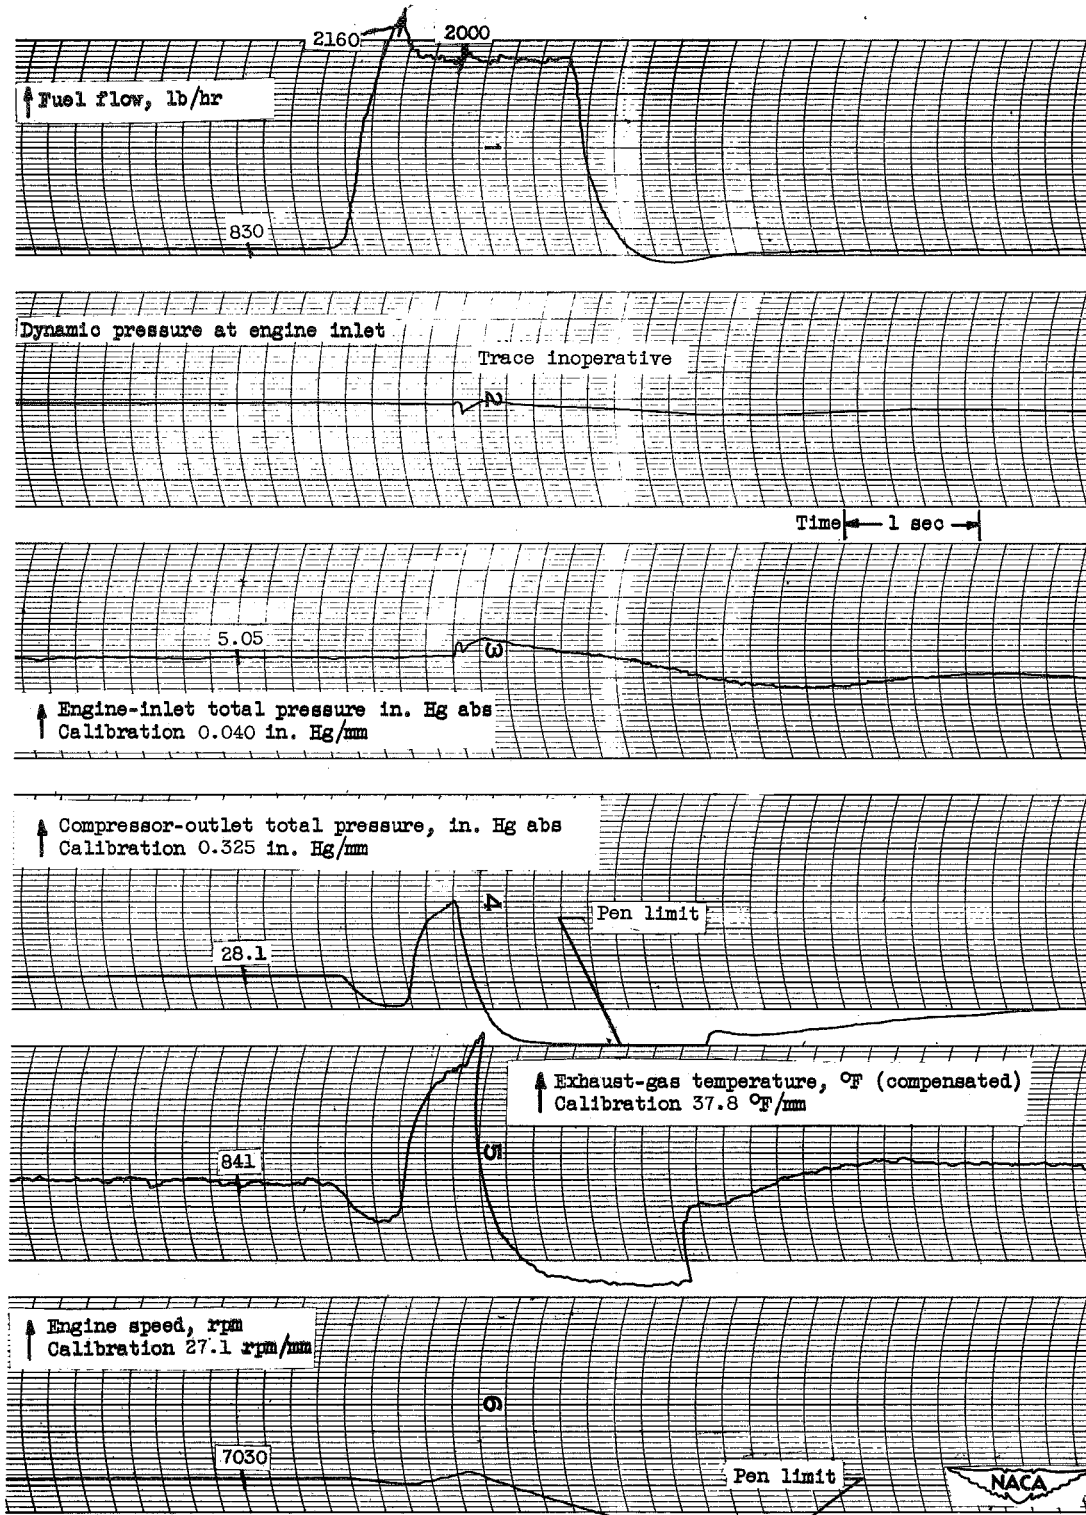 2160
2000
Fuel flow, lb/hr
1
830
Dynamic pressure at engine inlet
Trace inoperative
2
Time 1 sec
5.05
3
Engine-inlet total pressure in. Hg abs
Calibration 0.040 in. Hg/mm
Compressor-outlet total pressure, in. Hg abs
Calibration 0.325 in. Hg/mm
4
Pen limit
28.1
Exhaust-gas temperature, °F (compensated)
Calibration 37.8 °F/mm
5
841
Engine speed, rpm
Calibration 27.1 rpm/mm
6
7030
Pen limit
NACA